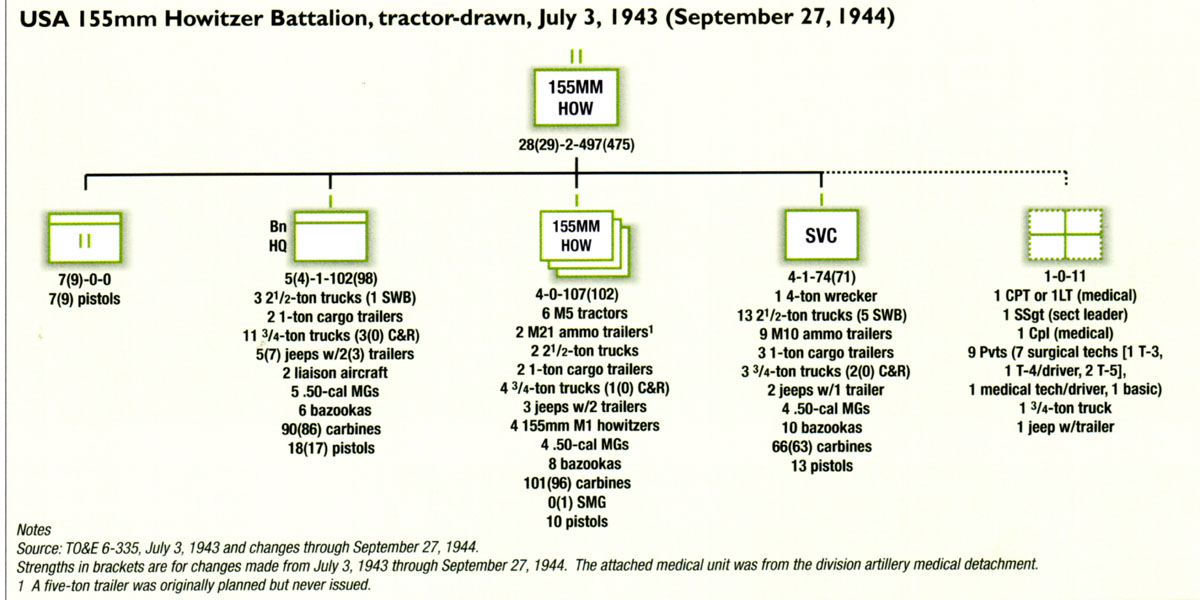 USA 155mm Howitzer Battalion, tractor-drawn, July 3, 1943 (September 27, 1944)
155MM
HOW
28(29)-2-497(475)
7(9)-0-0
7(9) pistols
Bn
HQ
5(4)-1-102(98)
3 2 1/2-ton trucks (1 SWB)
2 1-ton cargo trailers
11 3/4-ton trucks (3(0) C&R)
5(7) jeeps w/2(3) trailers
2 liaison aircraft
5 .50-cal MGs
6 bazookas
90(86) carbines
18(17) pistols
155MM
HOW
4-0-107(102)
6 M5 tractors
2 M21 ammo trailers1
2 2 1/2-ton trucks
2 1-ton cargo trailers
4 3/4-ton trucks (1(0) C&R)
3 jeeps w/2 trailers
4 155mm M1 howitzers
4 .50-cal MGs
8 bazookas
101(96) carbines
0(1) SMG
10 pistols
SVC
4-1-74(71)
1 4-ton wrecker
13 2 1/2-ton trucks (5 SWB)
9 M10 ammo trailers
3 1-ton cargo trailers
3 3/4-ton trucks (2(0) C&R)
2 jeeps w/1 trailer
4 .50-cal MGs
10 bazookas
66(63) carbines
13 pistols
1-0-11
1 CPT or 1LT (medical)
1 SSgt (sect leader)
1 Cpl (medical)
9 Pvts (7 surgical techs [1 T-3,
1 T-4/driver, 2 T-5],
1 medical tech/driver, 1 basic)
1 3/4-ton truck
1 jeep w/trailer
Notes
Source: TO&E 6-335, July 3, 1943 and changes through September 27, 1944.
Strengths in brackets are for changes made from July 3, 1943 through September 27, 1944. The attached medical unit was from the division artillery medical detachment.
1 A five-ton trailer was originally planned but never issued.